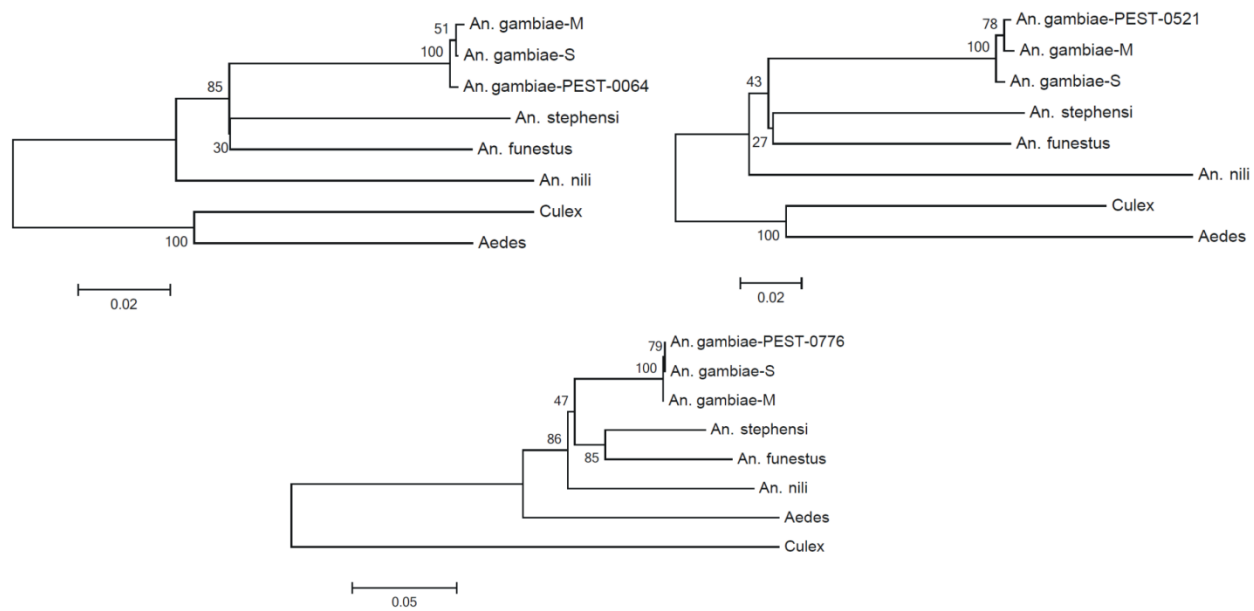 51
An. gambiae-M
100
An. gambiae-S
An. gambiae-PEST-0064
85
An. stephensi
30
An. funestus
An. nili
Culex
100
Aedes
0.02
78
An. gambiae-PEST-0521
100
An. gambiae-M
An. gambiae-S
43
An. stephensi
27
An. funestus
An. nili
Culex
100
Aedes
0.02
79
An. gambiae-PEST-0776
100
An. gambiae-S
An. gambiae-M
47
An. stephensi
86
85
An. funestus
An. nili
Aedes
Culex
0.05